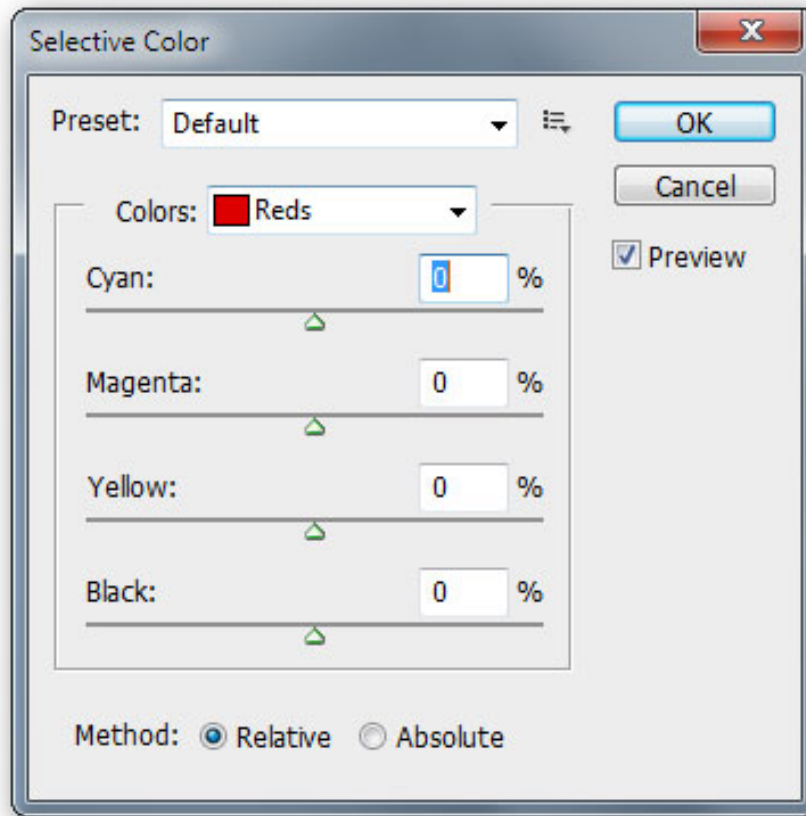 Selective Color
Preset: Default
OK
Cancel
Colors: Reds
Preview
Cyan: 0 %
Magenta: 0 %
Yellow: 0 %
Black: 0 %
Method: Relative Absolute